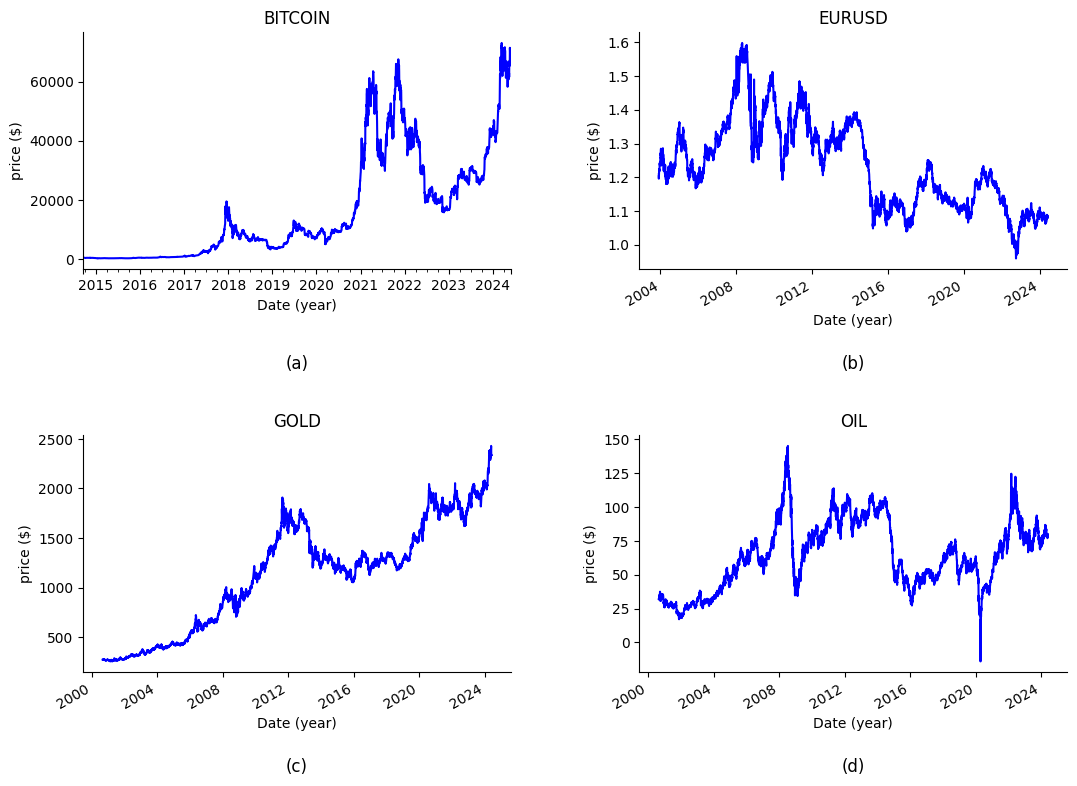 BITCOIN
price ($)
60000
40000
20000
0
2015 2016 2017 2018 2019 2020 2021 2022 2023 2024
Date (year)
(a)
EURUSD
price ($)
1.6
1.5
1.4
1.3
1.2
1.1
1.0
2004 2008 2012 2016 2020 2024
Date (year)
(b)
GOLD
price ($)
2500
2000
1500
1000
500
2000 2004 2008 2012 2016 2020 2024
Date (year)
(c)
OIL
price ($)
150
125
100
75
50
25
0
2000 2004 2008 2012 2016 2020 2024
Date (year)
(d)